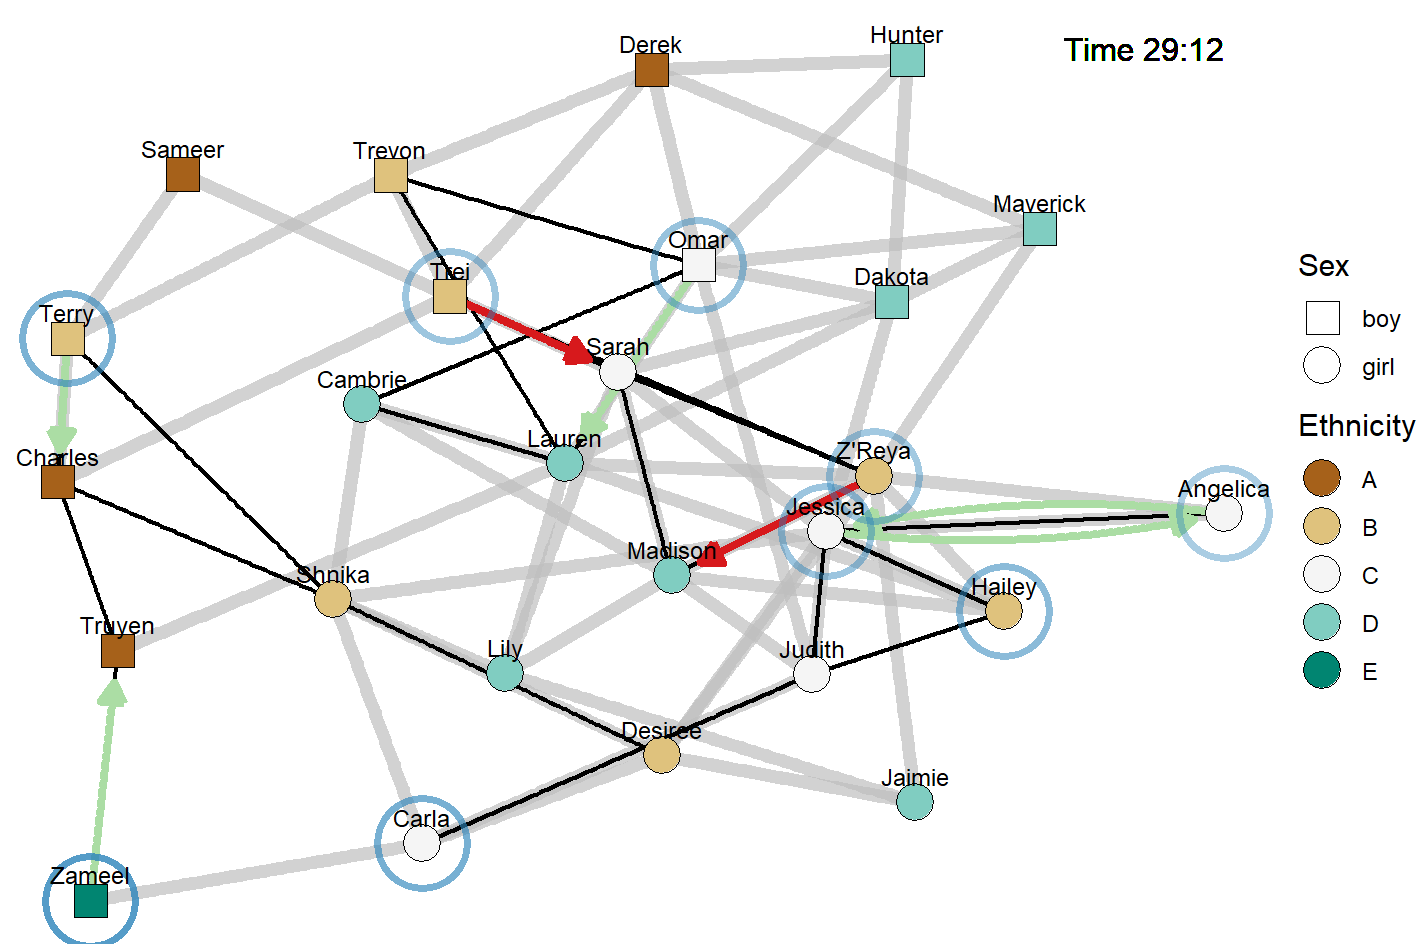 Hunter
Derek
Time 29:12
Sameer
Trevon
Maverick
Omar
Trei
Dakota
Sex
Terry
boy
Sarah
girl
Cambrie
Ethnicity
Lauren
Z'Reya
Charles
A
Angelica
Jessica
B
Madison
Shnika
C
Hailey
Truyen
D
Lily
Judith
E
Desiree
Jaimie
Carla
Zameel